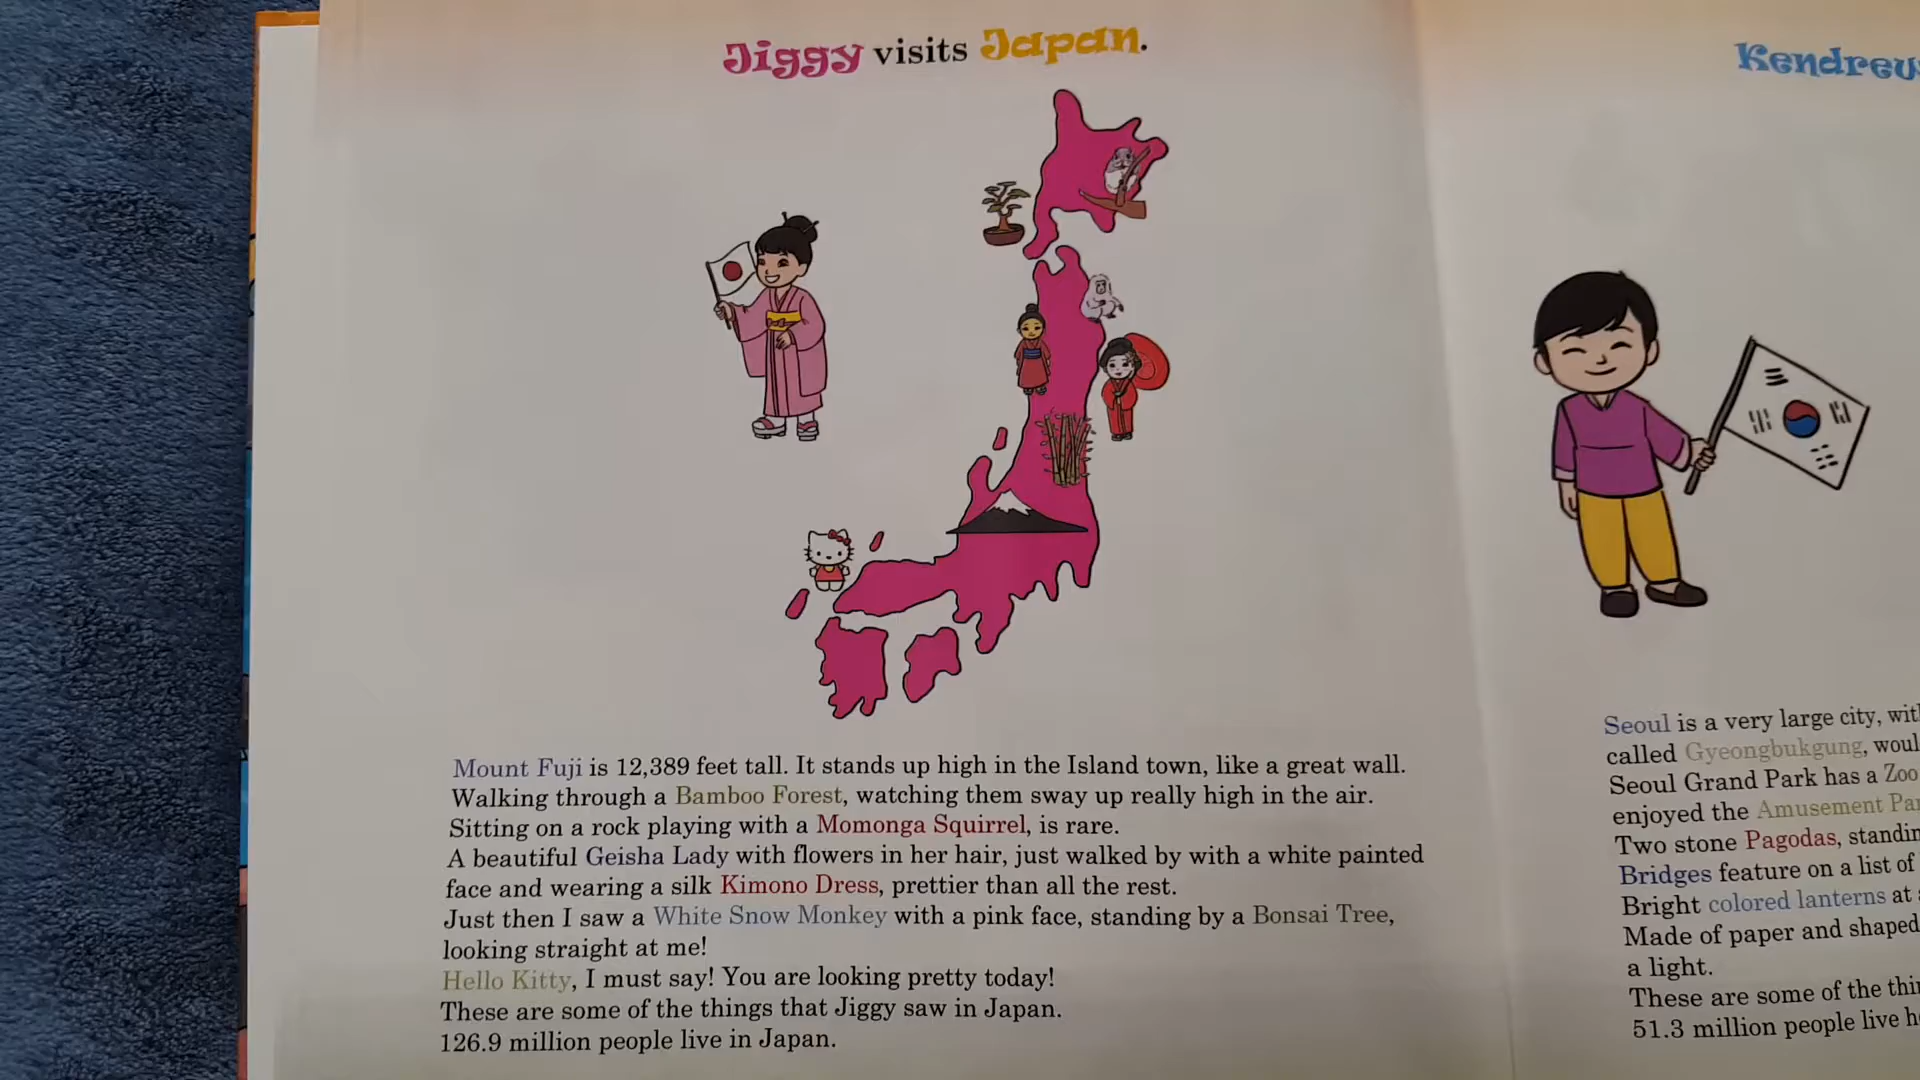 Jiggy visits Japan.
Mount Fuji is 12,389 feet tall. It stands up high in the Island town, like a great wall.
Walking through a Bamboo Forest, watching them sway up really high in the air.
Sitting on a rock playing with a Momonga Squirrel, is rare.
A beautiful Geisha Lady with flowers in her hair, just walked by with a white painted
face and wearing a silk Kimono Dress, prettier than all the rest.
Just then I saw a White Snow Monkey with a pink face, standing by a Bonsai Tree,
looking straight at me!
Hello Kitty, I must say! You are looking pretty today!
These are some of the things that Jiggy saw in Japan.
126.9 million people live in Japan.
Seoul is a very large city,
called Gyeongbukgung,
Seoul Grand Park has a Zoo
enjoyed the Amusement
Two stone Pagodas,
Bridges feature on a list of
Bright colored lanterns at
Made of paper and shaped
a light.
These are some of the
51.3 million people live